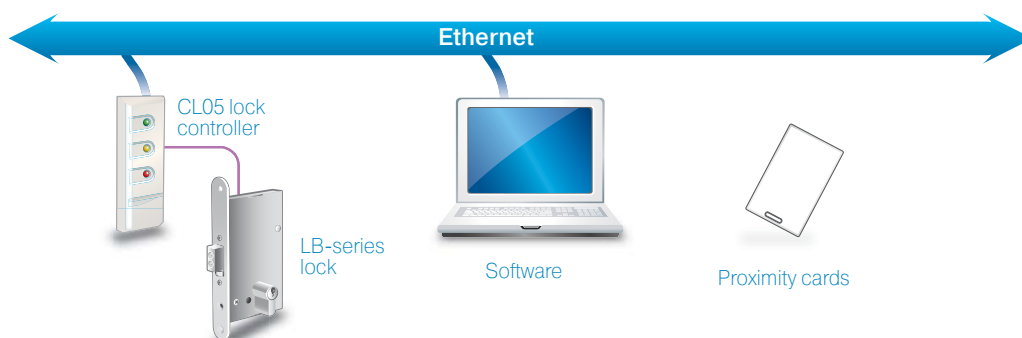 Ethernet
CL05 lock
controller
LB-series
lock
Software
Proximity cards